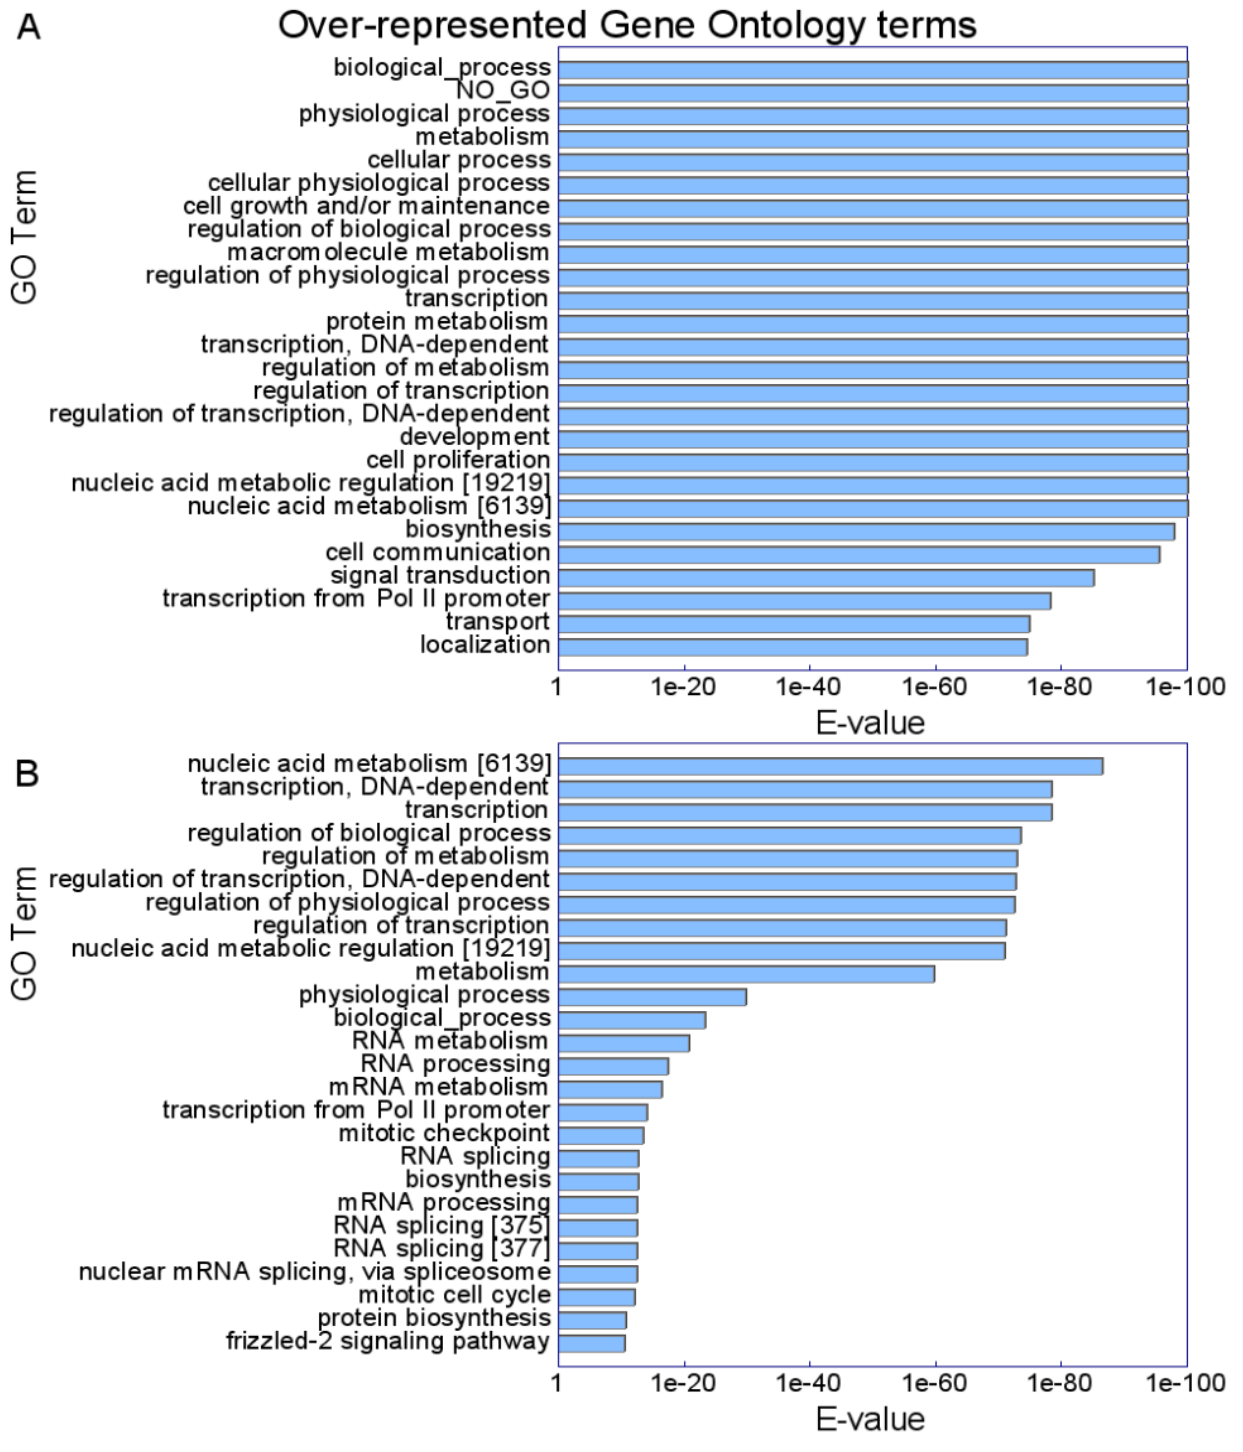 A
Over-represented Gene Ontology terms
GO Term
biological_process
NO_GO
physiological process
metabolism
cellular process
cellular physiological process
cell growth and/or maintenance
regulation of biological process
macromolecule metabolism
regulation of physiological process
transcription
protein metabolism
transcription, DNA-dependent
regulation of metabolism
regulation of transcription
regulation of transcription, DNA-dependent
development
cell proliferation
nucleic acid metabolic regulation [19219]
nucleic acid metabolism [6139]
biosynthesis
cell communication
signal transduction
transcription from Pol II promoter
transport
localization
1 1e-20 1e-40 1e-60 1e-80 1e-100
E-value
B
GO Term
nucleic acid metabolism [6139]
transcription, DNA-dependent
transcription
regulation of biological process
regulation of metabolism
regulation of transcription, DNA-dependent
regulation of physiological process
regulation of transcription
nucleic acid metabolic regulation [19219]
metabolism
physiological process
biological_process
RNA metabolism
RNA processing
mRNA metabolism
transcription from Pol II promoter
mitotic checkpoint
RNA splicing
biosynthesis
mRNA processing
RNA splicing [375]
RNA splicing [377]
nuclear mRNA splicing, via spliceosome
mitotic cell cycle
protein biosynthesis
frizzled-2 signaling pathway
1 1e-20 1e-40 1e-60 1e-80 1e-100
E-value